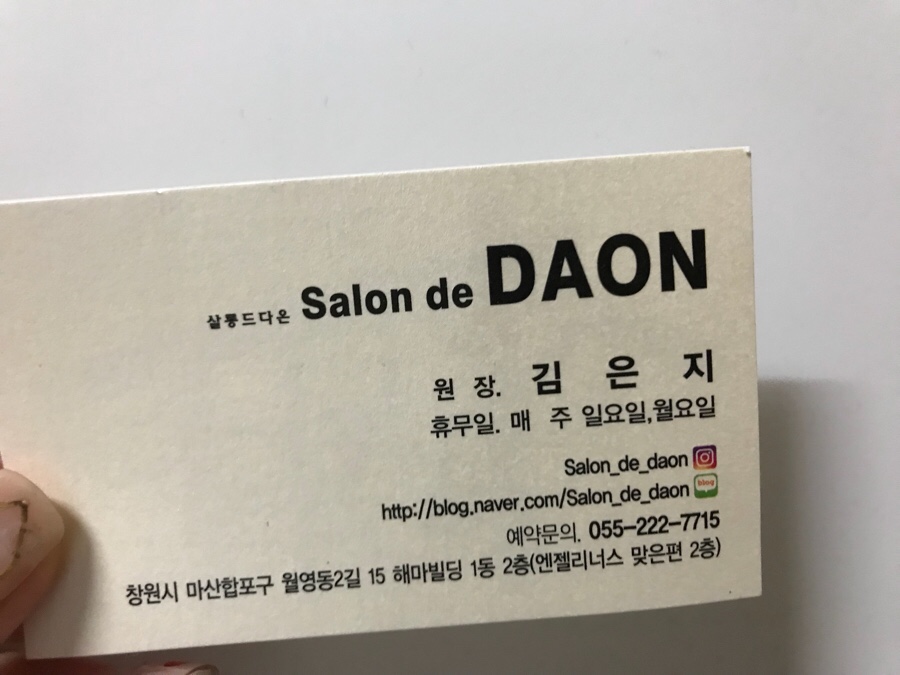 살롱드다온 Salon de DAON
원 장. 김 은 지
휴무일. 매 주 일요일,월요일
Salon_de_daon
http://blog.naver.com/Salon_de_daon blog
예약문의. 055-222-7715
창원시 마산합포구 월영동2길 15 해마빌딩 1동 2층(엔젤리너스 맞은편 2층)